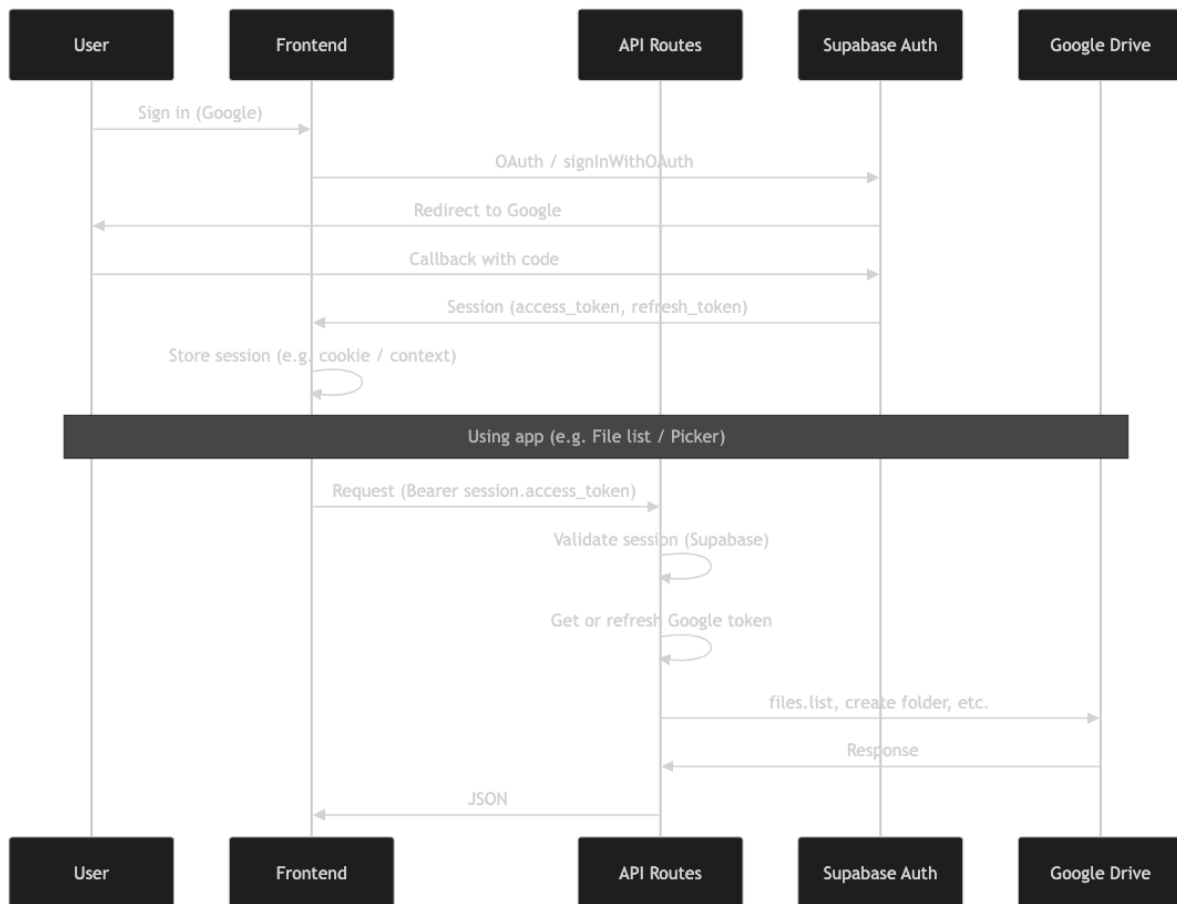 User
Frontend
API Routes
Supabase Auth
Google Drive
Sign in (Google)
OAuth / signInWithOAuth
Redirect to Google
Callback with code
Session (access_token, refresh_token)
Store session (e.g. cookie / context)
Using app (e.g. File list / Picker)
Request (Bearer session.access_token)
Validate session (Supabase)
Get or refresh Google token
files.list, create folder, etc.
Response
JSON
User
Frontend
API Routes
Supabase Auth
Google Drive